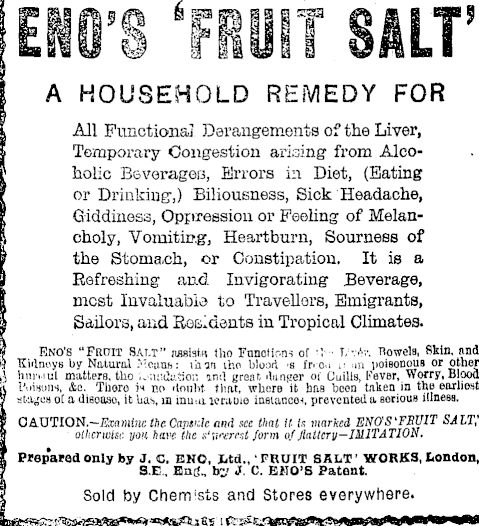 ENO'S 'FRUIT SALT'
A HOUSEHOLD REMEDY FOR
All Functional Derangements of the Liver,
Temporary Congestion arising from Alco-
holic Beverages, Errors in Diet, (Eating
or Drinking,) Biliousness, Sick Headache,
Giddiness, Oppression or Feeling of Melan-
choly, Vomiting, Heartburn, Sourness of
the Stomach, or Constipation. It is a
Refreshing and Invigorating Beverage,
most Invaluable to Travellers, Emigrants,
Sailors, and Residents in Tropical Climates.
ENO'S "FRUIT SALT" assists the Functions of the Liver, Bowels, Skin, and
Kidneys by Natural Means: the blood is from poisonous or other
hurtful matters, the foundation and great danger of Chills, Fever, Worry, Blood
Poisons, &c. There is no doubt that, where it has been taken in the earliest
stages of a disease, it has, in innumerable instances, prevented a serious illness.
CAUTION.—Examine the Capsule and see that it is marked ENO'S 'FRUIT SALT,'
otherwise you have the sincerest form of flattery—IMITATION.
Prepared only by J. C. ENO, Ltd., 'FRUIT SALT' WORKS, London,
S.E., Eng., by J. C. ENO'S Patent.
Sold by Chemists and Stores everywhere.